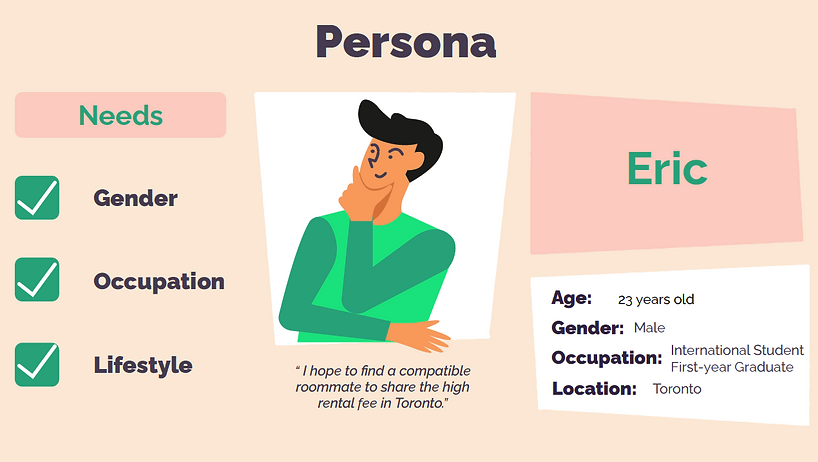 Persona
Needs
Gender
Occupation
Lifestyle
“ I hope to find a compatible
roommate to share the high
rental fee in Toronto.”
Eric
Age: 23 years old
Gender: Male
Occupation: International Student
First-year Graduate
Location: Toronto